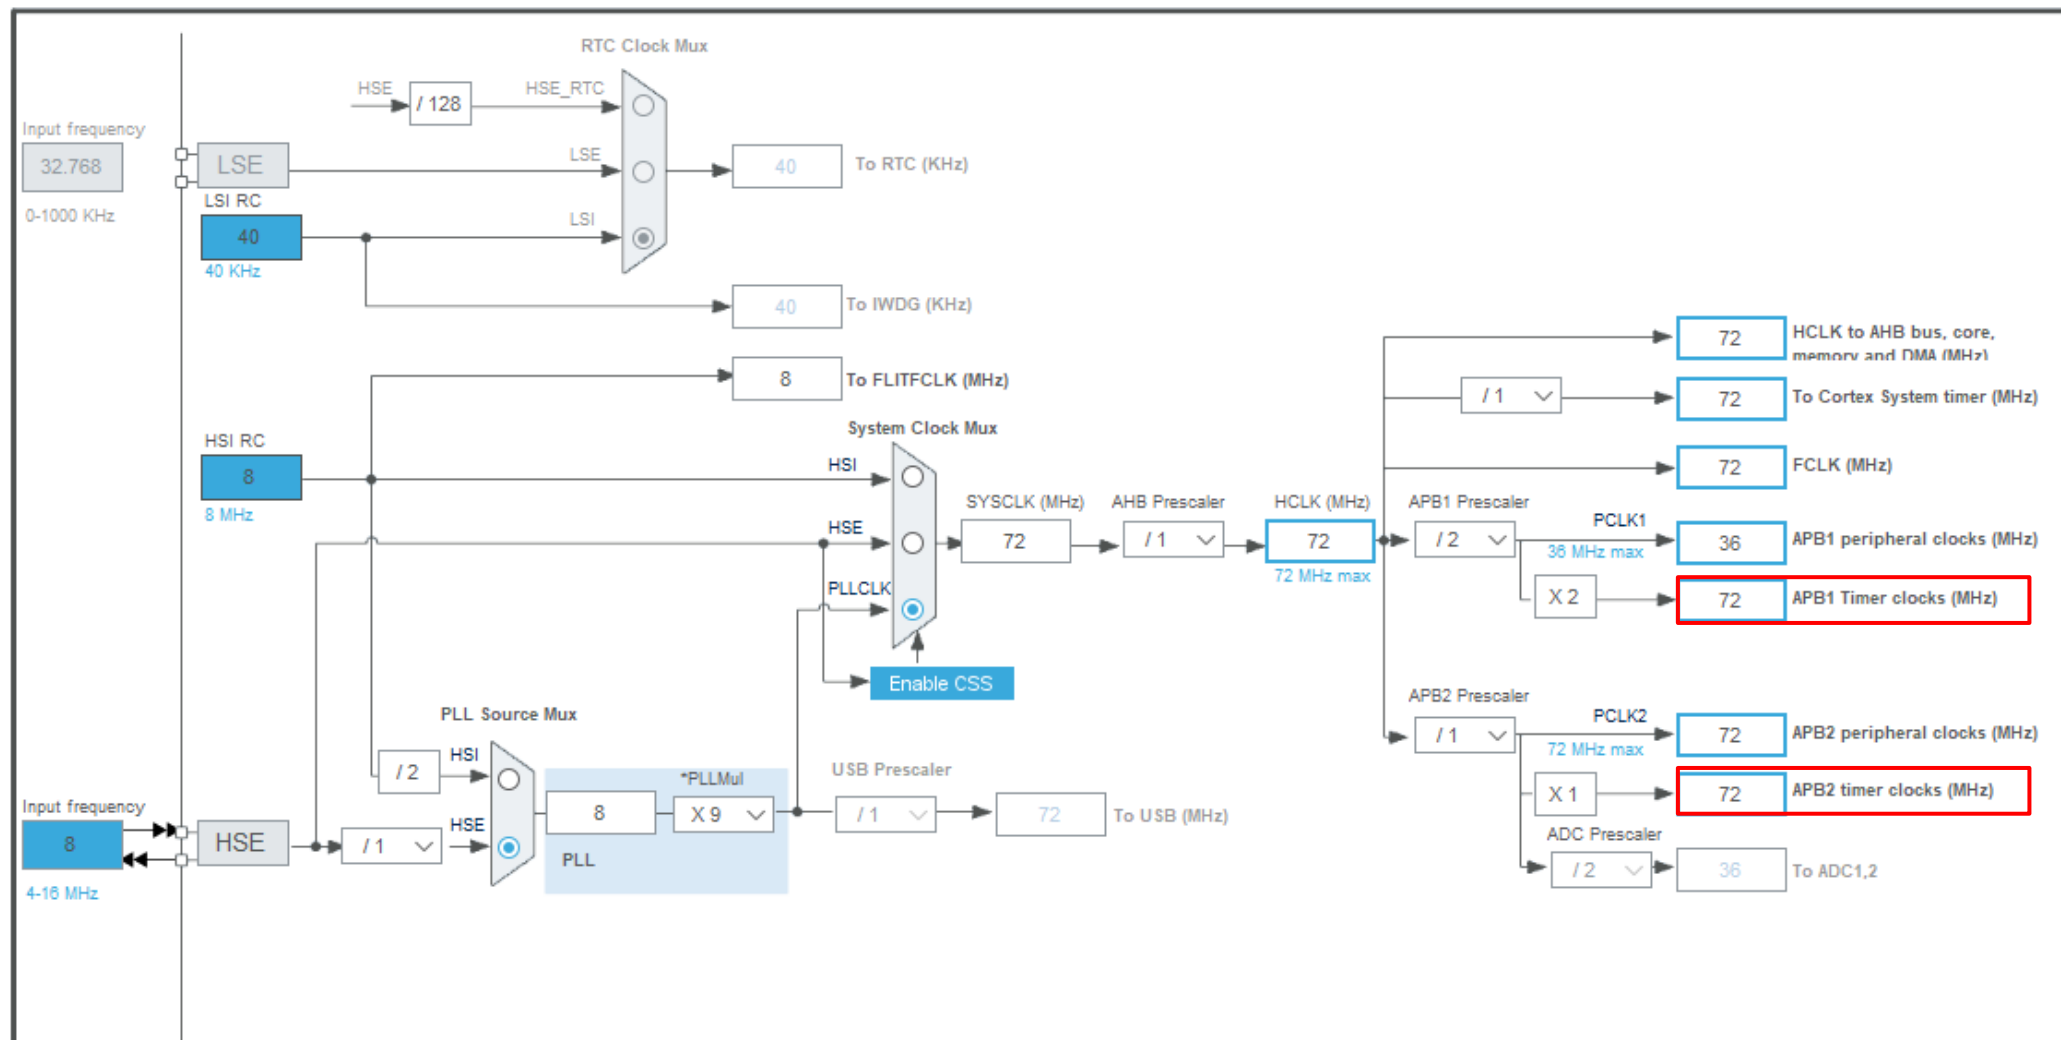 RTC Clock Mux
HSE
/ 128
HSE_RTC
Input frequency
32.768
0-1000 KHz
LSE
LSE
40
To RTC (KHz)
LSI RC
40
40 KHz
LSI
40
To IWDG (KHz)
8
To FLITFCLK (MHz)
HSI RC
8
8 MHz
System Clock Mux
HSI
HSE
PLLCLK
Enable CSS
SYSCLK (MHz)
72
AHB Prescaler
/ 1
HCLK (MHz)
72
72 MHz max
72
HCLK to AHB bus, core,
memory and DMA (MHz)
/ 1
72
To Cortex System timer (MHz)
72
FCLK (MHz)
APB1 Prescaler
/ 2
PCLK1
36 MHz max
36
APB1 peripheral clocks (MHz)
X 2
72
APB1 Timer clocks (MHz)
APB2 Prescaler
/ 1
PCLK2
72 MHz max
72
APB2 peripheral clocks (MHz)
X 1
72
APB2 timer clocks (MHz)
ADC Prescaler
/ 2
36
To ADC1,2
PLL Source Mux
/ 2
HSI
Input frequency
8
4-16 MHz
HSE
/ 1
HSE
8
*PLLMul
X 9
PLL
USB Prescaler
/ 1
72
To USB (MHz)